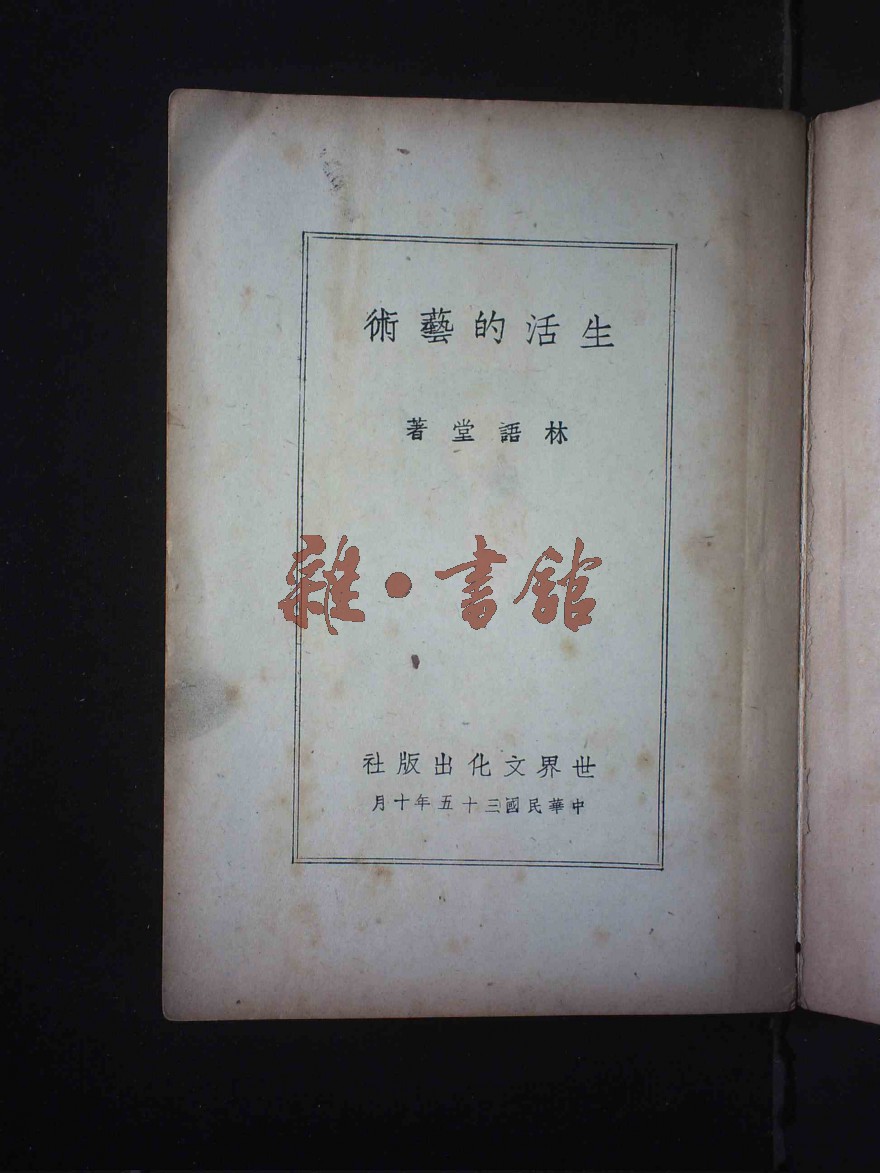 生活的藝術
林語堂著
雜·書館
世界文化出版社
中華民國三十五年十月